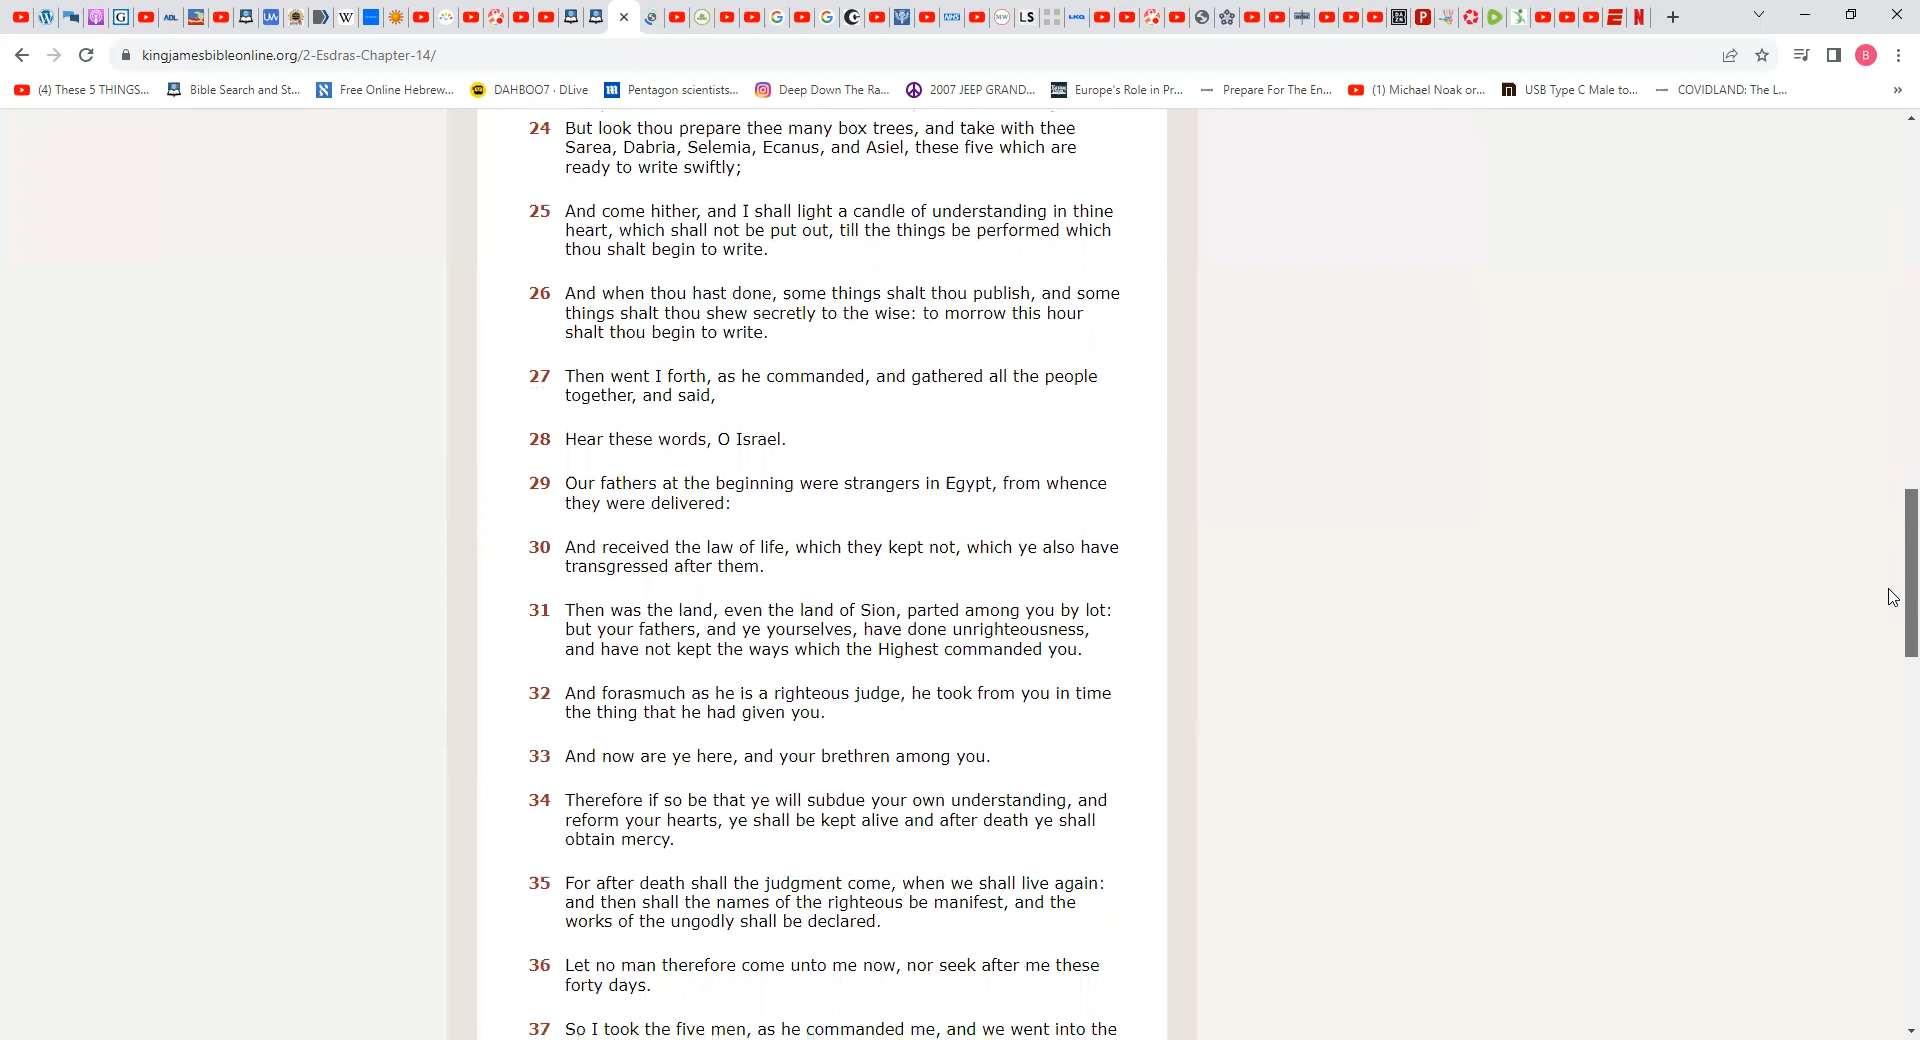 ADL
UW
W
NHS
MW
LS
LKQ
DAZN
P
E
N
kingjamesbibleonline.org/2-Esdras-Chapter-14/
B
(4) These 5 THINGS...
Bible Search and St...
Free Online Hebrew...
DAHBOO7 · DLive
Pentagon scientists...
Deep Down The Ra...
2007 JEEP GRAND...
Europe's Role in Pr...
Prepare For The En...
(1) Michael Noak or...
USB Type C Male to...
COVIDLAND: The L...
»
24 But look thou prepare thee many box trees, and take with thee
Sarea, Dabria, Selemia, Ecanus, and Asiel, these five which are
ready to write swiftly;
25 And come hither, and I shall light a candle of understanding in thine
heart, which shall not be put out, till the things be performed which
thou shalt begin to write.
26 And when thou hast done, some things shalt thou publish, and some
things shalt thou shew secretly to the wise: to morrow this hour
shalt thou begin to write.
27 Then went I forth, as he commanded, and gathered all the people
together, and said,
28 Hear these words, O Israel.
29 Our fathers at the beginning were strangers in Egypt, from whence
they were delivered:
30 And received the law of life, which they kept not, which ye also have
transgressed after them.
31 Then was the land, even the land of Sion, parted among you by lot:
but your fathers, and ye yourselves, have done unrighteousness,
and have not kept the ways which the Highest commanded you.
32 And forasmuch as he is a righteous judge, he took from you in time
the thing that he had given you.
33 And now are ye here, and your brethren among you.
34 Therefore if so be that ye will subdue your own understanding, and
reform your hearts, ye shall be kept alive and after death ye shall
obtain mercy.
35 For after death shall the judgment come, when we shall live again:
and then shall the names of the righteous be manifest, and the
works of the ungodly shall be declared.
36 Let no man therefore come unto me now, nor seek after me these
forty days.
37 So I took the five men, as he commanded me, and we went into the